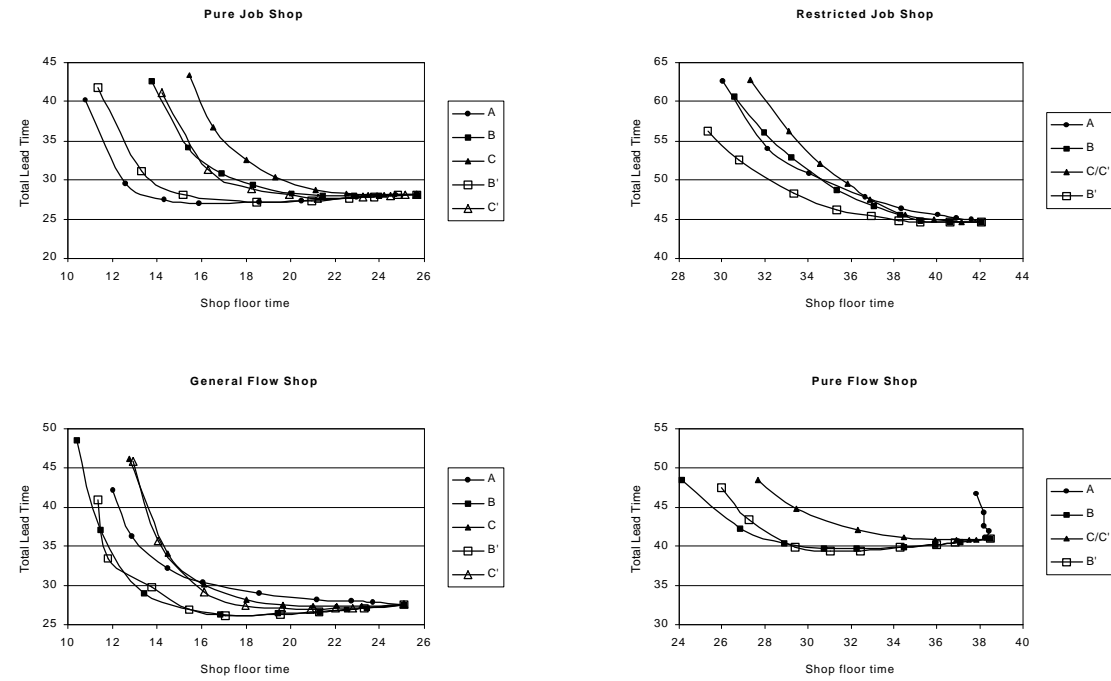 Pure Job Shop
45
40
35
30
25
20
10 12 14 16 18 20 22 24 26
Total Lead Time
Shop floor time
A
B
C
B'
C'
Restricted Job Shop
65
60
55
50
45
40
28 30 32 34 36 38 40 42 44
Total Lead Time
Shop floor time
A
B
C/C'
B'
General Flow Shop
50
45
40
35
30
25
10 12 14 16 18 20 22 24 26
Total Lead Time
Shop floor time
A
B
C
B'
C'
Pure Flow Shop
55
50
45
40
35
30
24 26 28 30 32 34 36 38 40
Total Lead Time
Shop floor time
A
B
C/C'
B'